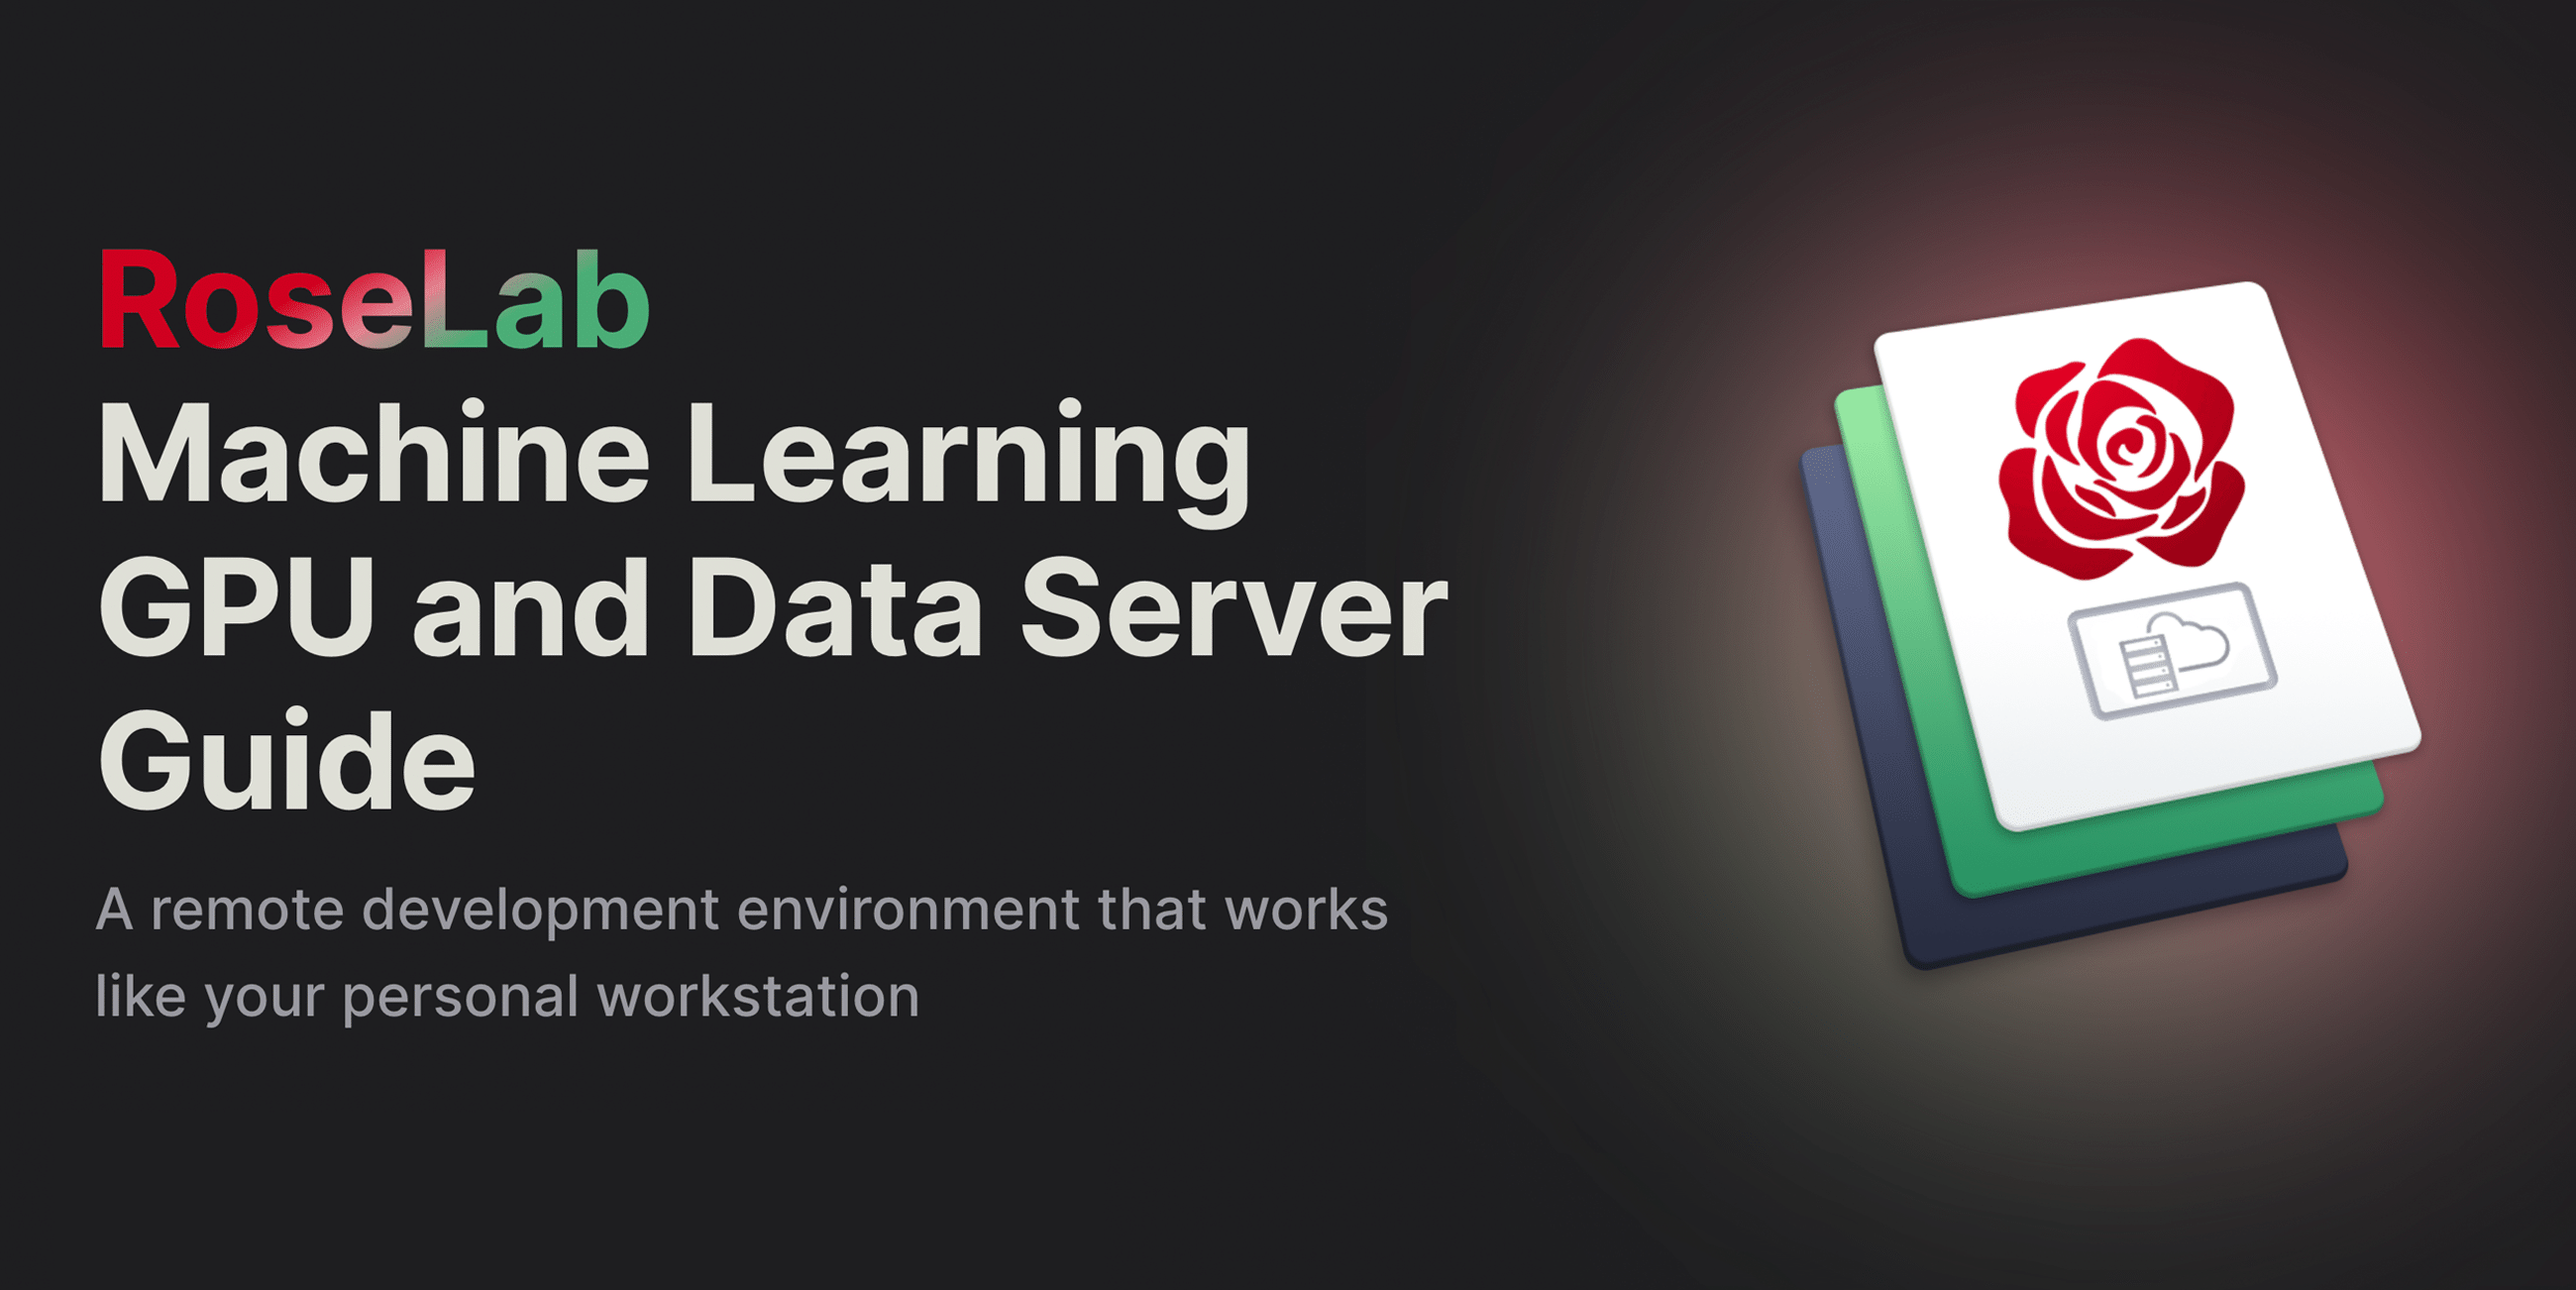 RoseLab
Machine Learning
GPU and Data Server
Guide
A remote development environment that works
like your personal workstation